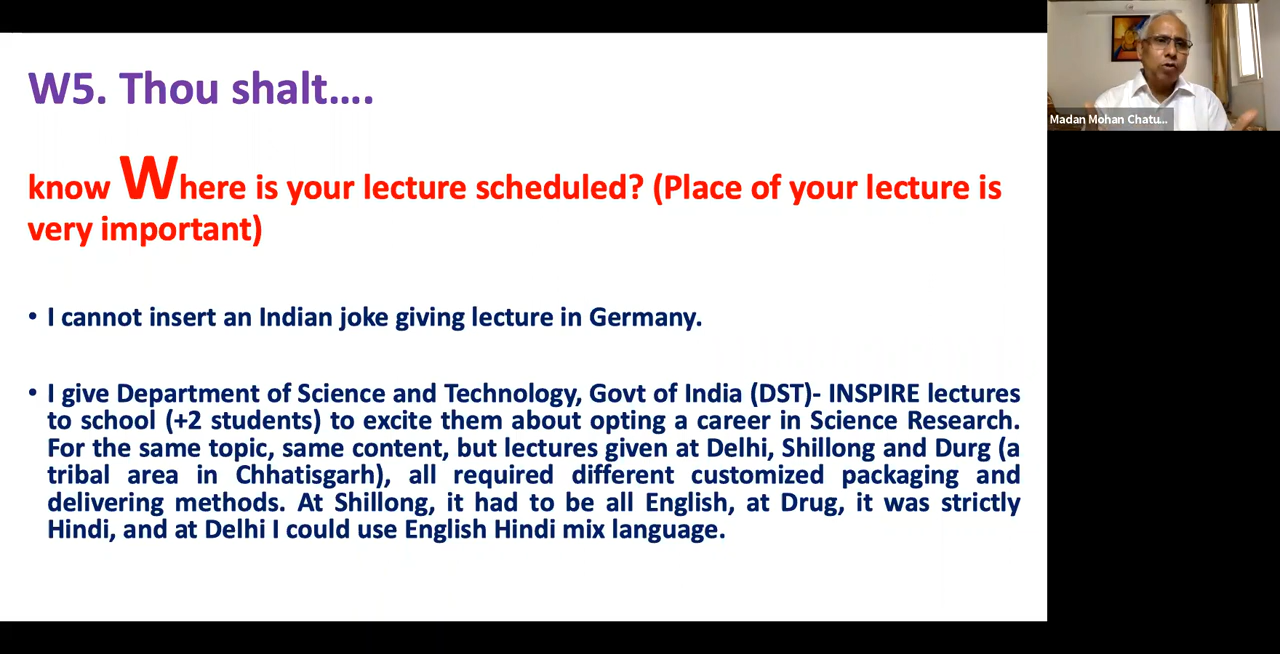 W5. Thou shalt....
know Where is your lecture scheduled? (Place of your lecture is
very important)
• I cannot insert an Indian joke giving lecture in Germany.
• I give Department of Science and Technology, Govt of India (DST)- INSPIRE lectures
to school (+2 students) to excite them about opting a career in Science Research.
For the same topic, same content, but lectures given at Delhi, Shillong and Durg (a
tribal area in Chhatisgarh), all required different customized packaging and
delivering methods. At Shillong, it had to be all English, at Drug, it was strictly
Hindi, and at Delhi I could use English Hindi mix language.
Madan Mohan Chatu...